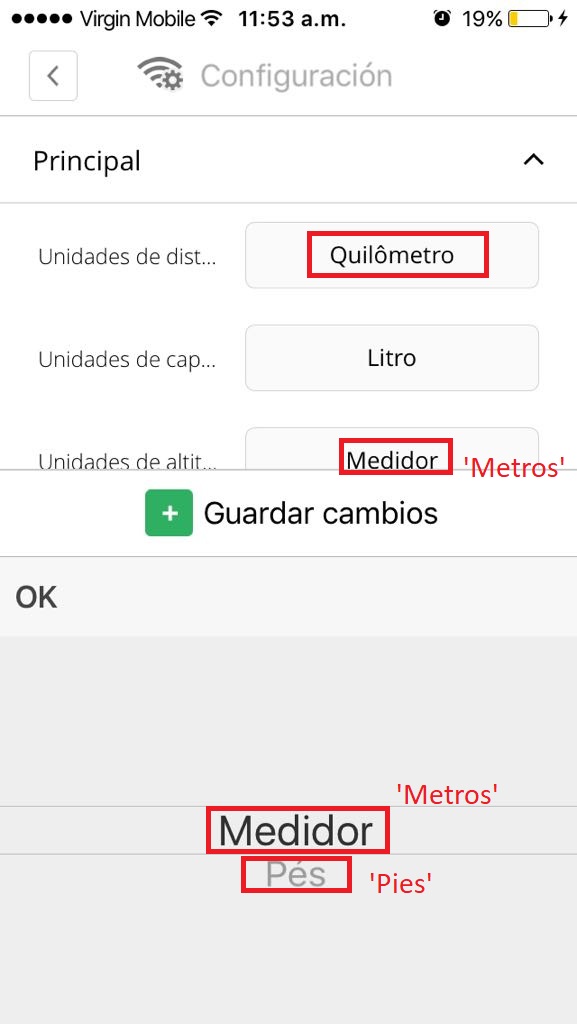 Virgin Mobile 11:53 a.m. 19%
Configuración
Principal
Unidades de dist... Quilômetro
Unidades de cap... Litro
Unidades de altit... Medidor 'Metros'
+ Guardar cambios
OK
'Metros'
Medidor
Pés 'Pies'